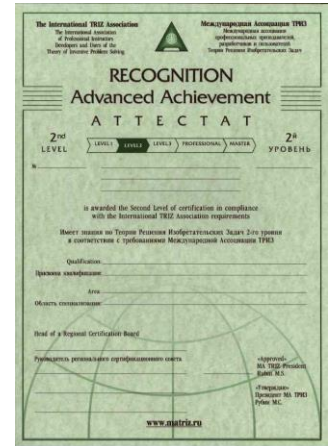 The International TRIZ Association
The International Association
of Professional Instructors
Developers and Users of the
Theory of Inventive Problem Solving
Международная Ассоциация ТРИЗ
Международная ассоциация
профессиональных преподавателей,
разработчиков и пользователей
Теории Решения Изобретательских Задач
RECOGNITION
Advanced Achievement
ATTESTAT
2nd
LEVEL
LEVEL 1 LEVEL 2 LEVEL 3 PROFESSIONAL MASTER
2й
УРОВЕНЬ
№
is awarded the Second Level of certification in compliance
with the International TRIZ Association requirements
Имеет знания по Теории Решения Изобретательских Задач 2-го уровня
в соответствии с требованиями Международной Ассоциации ТРИЗ
Qualification
Присвоена квалификация
Area
Область специализации
Head of a Regional Certification Board
Руководитель регионального сертификационного совета
«Approved»
MA TRIZ President
Rubin M.S.
«Утверждаю»
Президент МА ТРИЗ
Рубин М.С.
www.matriz.ru